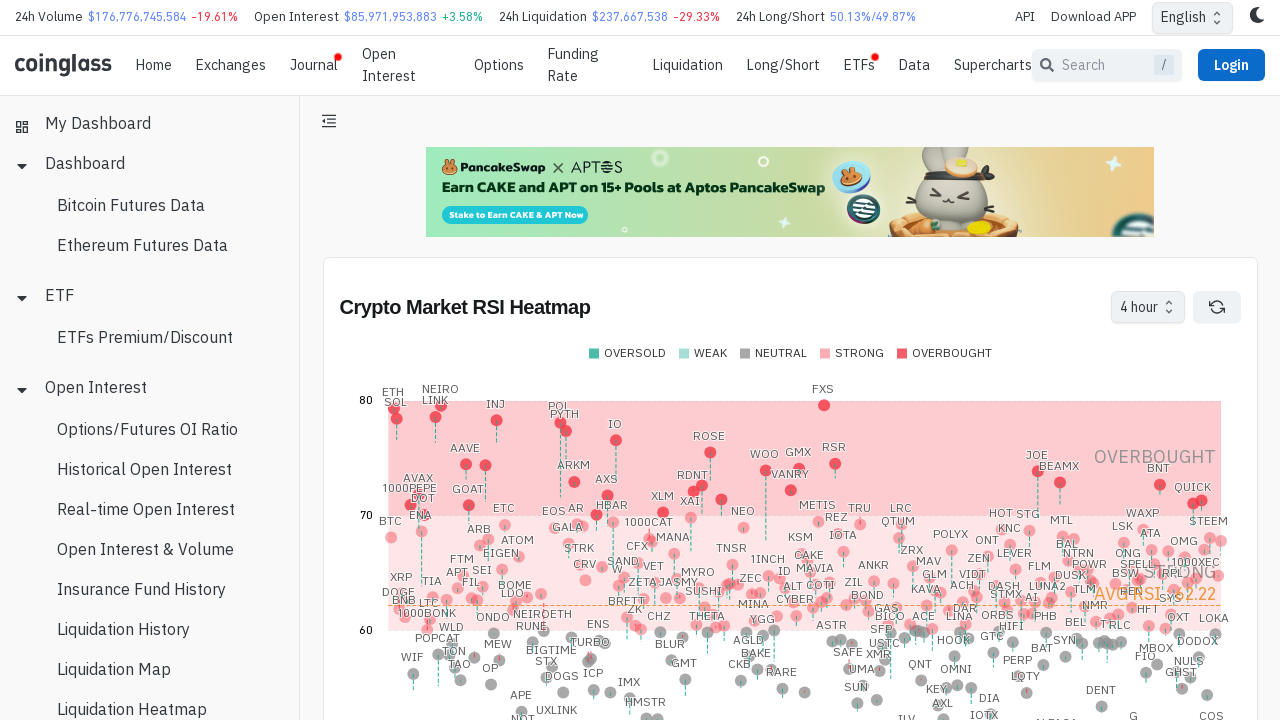 24h Volume $176,776,745,584 -19.61% Open Interest $85,971,953,883 +3.58% 24h Liquidation $237,667,538 -29.33% 24h Long/Short 50.13%/49.87% API Download APP English
coinglass Home Exchanges Journal Open Interest Options Funding Rate Liquidation Long/Short ETFs Data Supercharts Search / Login
My Dashboard
Dashboard
Bitcoin Futures Data
Ethereum Futures Data
ETF
ETFs Premium/Discount
Open Interest
Options/Futures OI Ratio
Historical Open Interest
Real-time Open Interest
Open Interest & Volume
Insurance Fund History
Liquidation History
Liquidation Map
Liquidation Heatmap
PancakeSwap × APTOS
Earn CAKE and APT on 15+ Pools at Aptos PancakeSwap
Stake to Earn CAKE & APT Now
Crypto Market RSI Heatmap
4 hour
OVERSOLD WEAK NEUTRAL STRONG OVERBOUGHT
80
ETH NEIRO FXS
SOL LINK INJ POL
PYTH
IO
ROSE
AAVE WOO GMX RSR JOE
OVERBOUGHT
ARKM BEAMX BNT
AVAX AXS RDNT VANRY
1000PEPE GOAT QUICK
DOT XLM XAI
ETC EOS AR HBAR METIS TRU LRC
70
ENA NEO REZ HOT STG WAXP
BTC 1000CAT QTUM MTL $TEEM
ARB GALA KNC LSK
ATOM MANA KSM IOTA POLYX ATA
STRK CFX TNSR ONT BAL OMG
EIGEN CAKE ZRX LEVER NTRN ONG
FTM SAND 1INCH MAV ZEN
CRV VET ANKR FLM POWR SPELL 1000XEC
APT SEI W MYRO ID MAVIA GLM VIDT DUSK BSW STRONG
XRP TIA FIL ZETA JASMY ZEC ZIL ACH
BOME ALT COTI KAVA DASH LUNA2 TLM
DOGE LDO SUSHI BOND STMX
BNB LTC BRETT MINA CYBER AI AVG RSI : 62.22
1000BONK ZK GAS DAR NMR HFT
ONDO NEIROETH CHZ THETA YGG ACE LINA ORBS PHB OXT LOKA
WLD RUNE ENS ASTR HIFI BEL
60
POPCAT MEW TURBO BLUR AGLD HOOK GTC SYN DODOX
TON BIGTIME BAKE SAFE XMR BAT MBOX
WIF TAO STX GMT CKB QNT PERP FIO NULS
OP DOGS ICP RARE UMA OMNI LQTY GHST
IMX SUN KEY DENT
APE HMSTR AXL DIA
UXLINK IOTX
NOT G COS